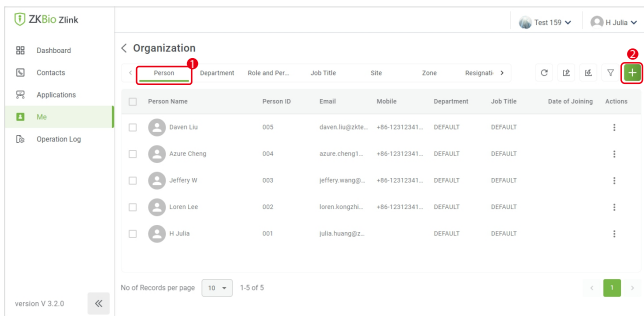 ZKBio Zlink
Test 159
H Julia
Dashboard
Contacts
Applications
Me
Operation Log
version V 3.2.0
Organization
1
2
Person Department Role and Per... Job Title Site Zone Resignati
Person Name Person ID Email Mobile Department Job Title Date of Joining Actions
Daven Liu 005 daven.liu@zkte... +86-12312341... DEFAULT DEFAULT
Azure Cheng 004 azure.cheng1... +86-12312341... DEFAULT DEFAULT
Jeffery W 003 jeffery.wang@... +86-12312341... DEFAULT DEFAULT
Loren Lee 002 loren.kongzhi... +86-12312341... DEFAULT DEFAULT
H Julia 001 julia.huang@z... DEFAULT DEFAULT
No of Records per page 10 1-5 of 5 1